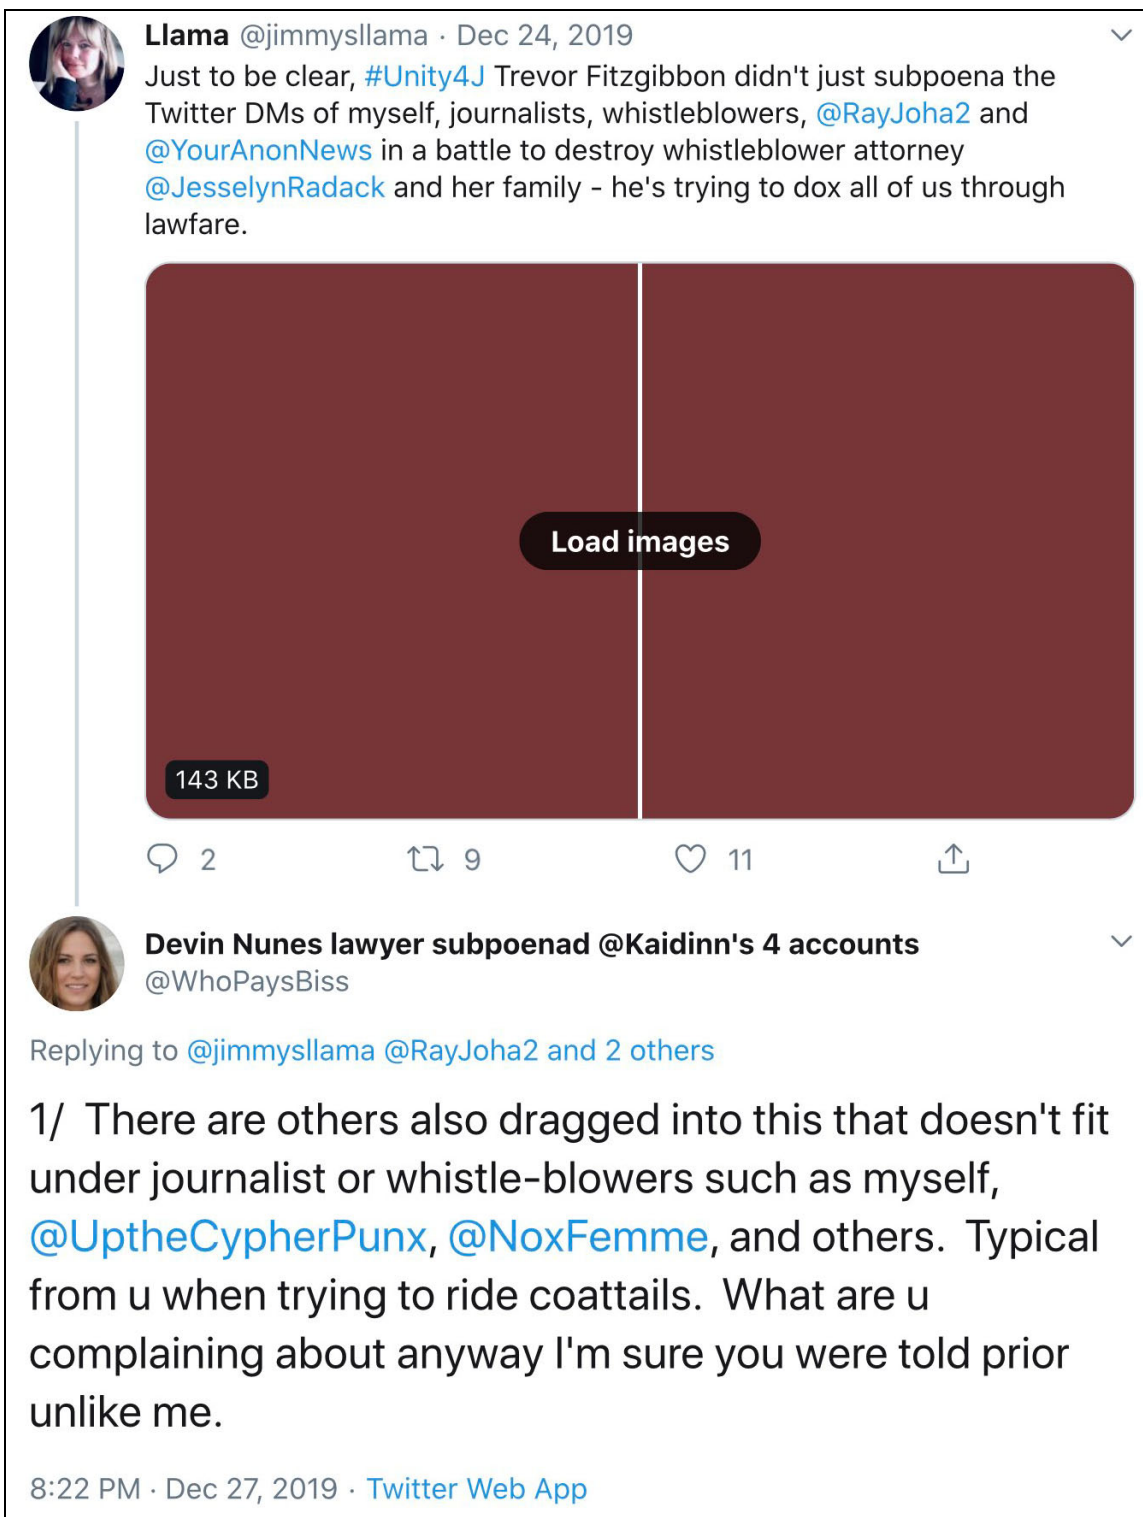 Llama @jimmysllama · Dec 24, 2019
Just to be clear, #Unity4J Trevor Fitzgibbon didn't just subpoena the
Twitter DMs of myself, journalists, whistleblowers, @RayJoha2 and
@YourAnonNews in a battle to destroy whistleblower attorney
@JesselynRadack and her family - he's trying to dox all of us through
lawfare.
Load images
143 KB
2 9 11
Devin Nunes lawyer subpoenad @Kaidinn's 4 accounts
@WhoPaysBiss
Replying to @jimmysllama @RayJoha2 and 2 others
1/  There are others also dragged into this that doesn't fit
under journalist or whistle-blowers such as myself,
@UptheCypherPunx, @NoxFemme, and others.  Typical
from u when trying to ride coattails.  What are u
complaining about anyway I'm sure you were told prior
unlike me.
8:22 PM · Dec 27, 2019 · Twitter Web App